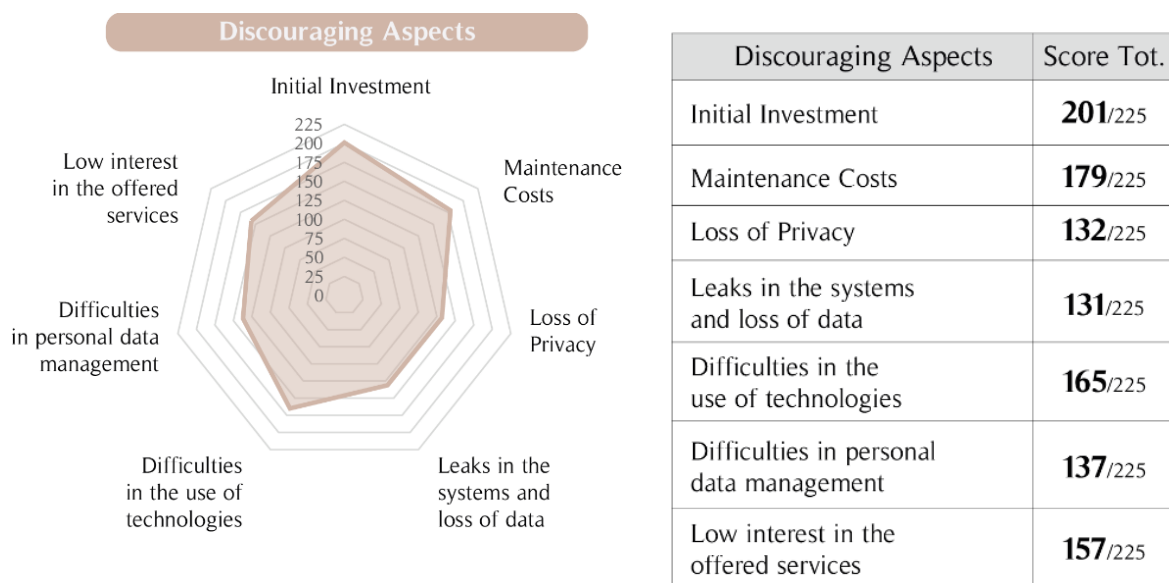 Discouraging Aspects
Initial Investment
225
200
175
150
125
100
75
50
25
0
Maintenance
Costs
Loss of
Privacy
Leaks in the
systems and
loss of data
Difficulties
in the use of
technologies
Difficulties
in personal data
management
Low interest
in the offered
services
Discouraging Aspects Score Tot.
Initial Investment 201/225
Maintenance Costs 179/225
Loss of Privacy 132/225
Leaks in the systems
and loss of data 131/225
Difficulties in the
use of technologies 165/225
Difficulties in personal
data management 137/225
Low interest in the
offered services 157/225